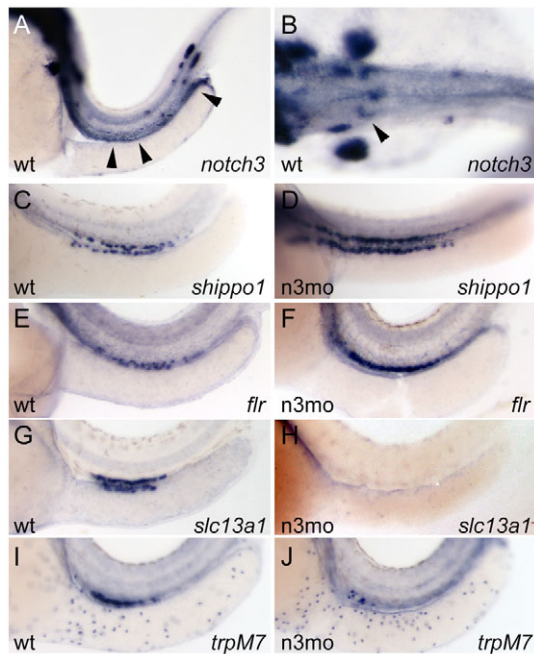 A
wt
notch3
B
wt
notch3
C
wt
shippo1
D
n3mo
shippo1
E
wt
flr
F
n3mo
flr
G
wt
slc13a1
H
n3mo
slc13a1
I
wt
trpM7
J
n3mo
trpM7